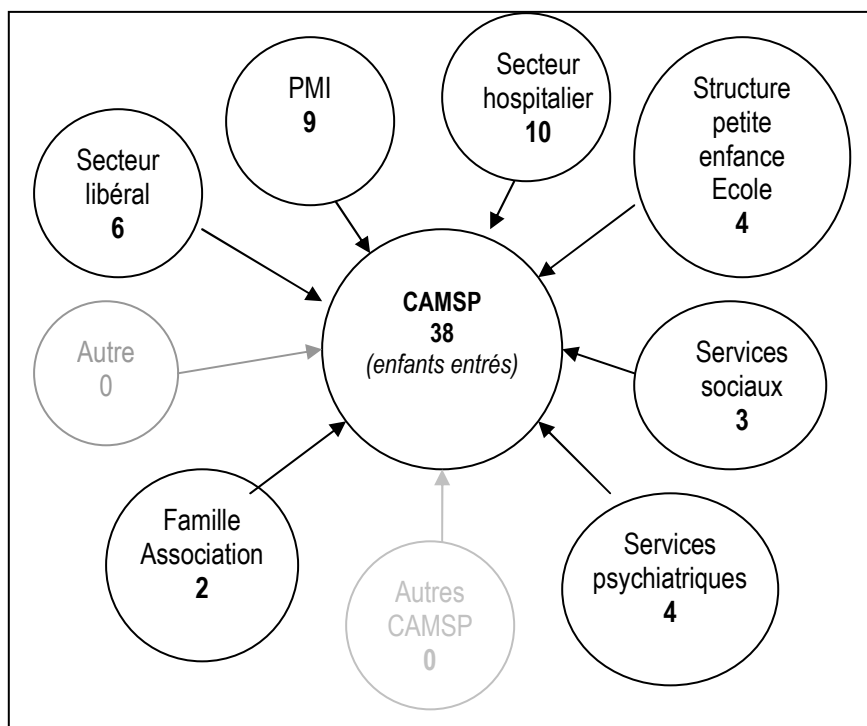 PMI
9
Secteur
hospitalier
10
Structure
petite
enfance
Ecole
4
Secteur
libéral
6
CAMSP
38
(enfants entrés)
Autre
0
Services
sociaux
3
Famille
Association
2
Autres
CAMSP
0
Services
psychiatriques
4